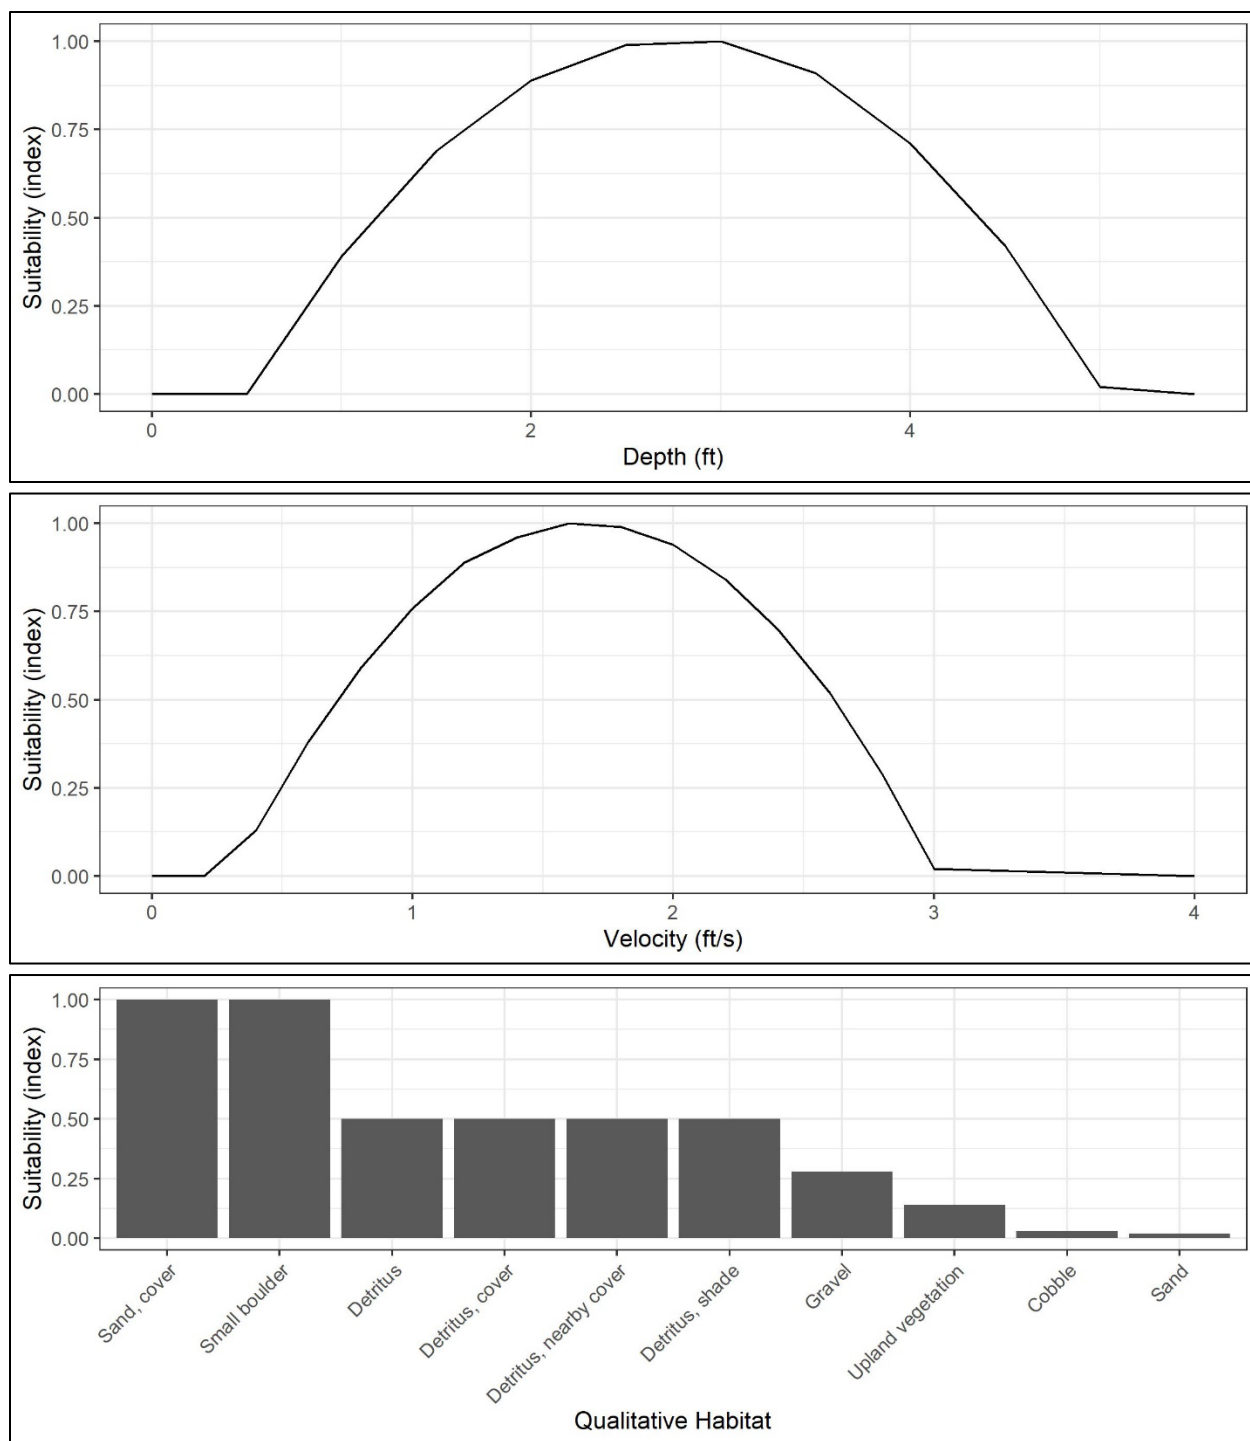 Suitability (index)
1.00
0.75
0.50
0.25
0.00
0 2 4
Depth (ft)
Suitability (index)
1.00
0.75
0.50
0.25
0.00
0 1 2 3 4
Velocity (ft/s)
Suitability (index)
1.00
0.75
0.50
0.25
0.00
Sand, cover
Small boulder
Detritus
Detritus, cover
Detritus, nearby cover
Detritus, shade
Gravel
Upland vegetation
Cobble
Sand
Qualitative Habitat